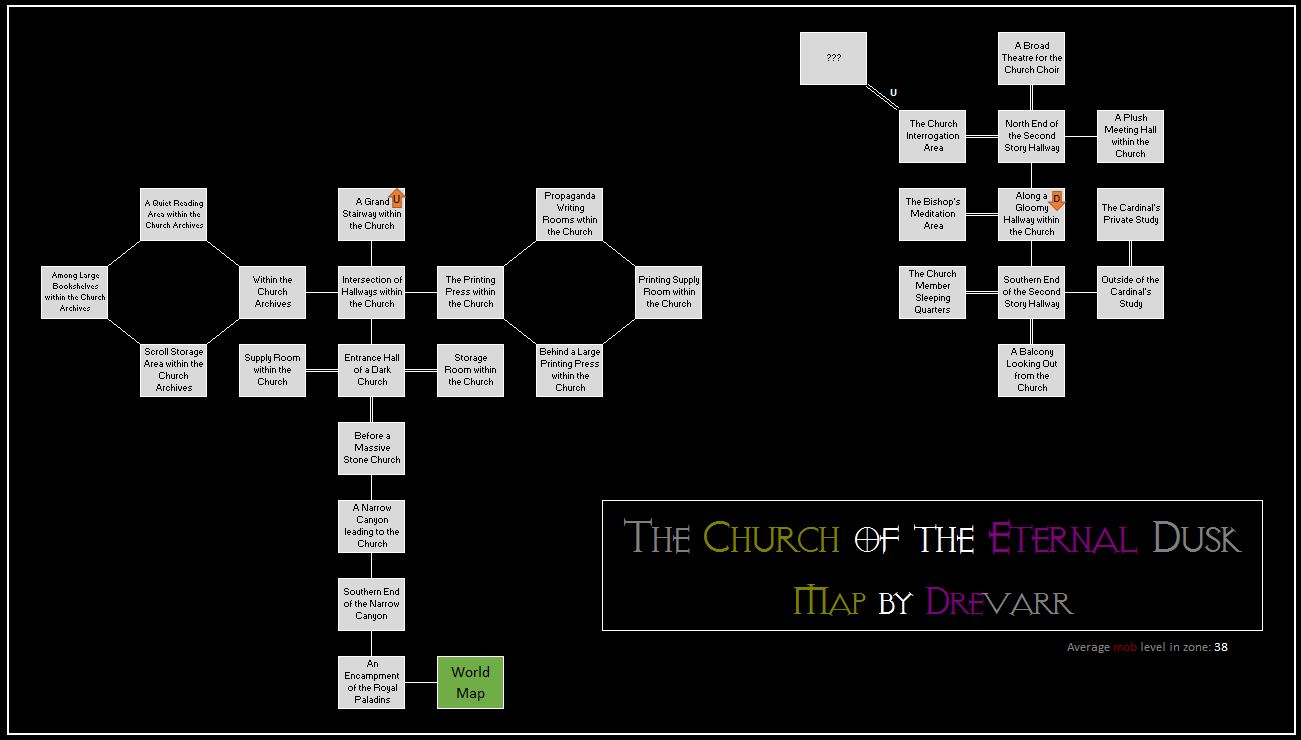 ???
A Broad
Theatre for the
Church Choir
U
The Church
Interrogation
Area
North End of
the Second
Story Hallway
A Plush
Meeting Hall
within the
Church
A Quiet Reading
Area within the
Church Archives
A Grand
Stairway within
the Church
U
Propaganda
Writing
Rooms wthin
the Church
The Bishop's
Meditation
Area
Along a
Gloomy
Hallway within
the Church
D
The Cardinal's
Private Study
Among Large
Bookshelves
within the Church
Archives
Within the
Church
Archives
Intersection of
Hallways within
the Church
The Printing
Press within
the Church
Printing Supply
Room within
the Church
The Church
Member
Sleeping
Quarters
Southern End
of the Second
Story Hallway
Outside of the
Cardinal's
Study
Scroll Storage
Area within the
Church
Archives
Supply Room
within the
Church
Entrance Hall
of a Dark
Church
Storage
Room within
the Church
Behind a Large
Printing Press
within the
Church
A Balcony
Looking Out
from the
Church
Before a
Massive
Stone Church
A Narrow
Canyon
leading to the
Church
The Church of the Eternal Dusk
Map by Drevarr
Southern End
of the Narrow
Canyon
Average mob level in zone: 38
An
Encampment
of the Royal
Paladins
World
Map